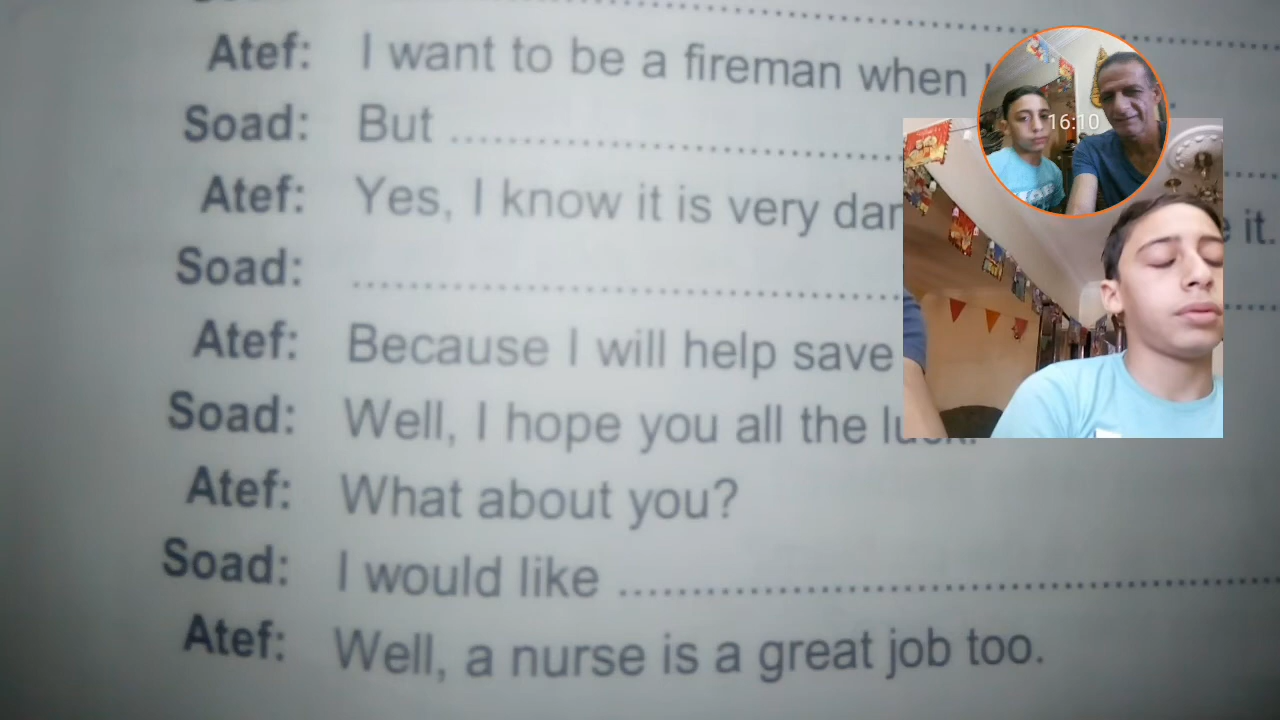 Atef: I want to be a fireman when I
Soad: But ........................................
Atef: Yes, I know it is very dar it.
Soad: ........................................
Atef: Because I will help save
Soad: Well, I hope you all the luck.
Atef: What about you?
Soad: I would like ........................................
Atef: Well, a nurse is a great job too.
16:10